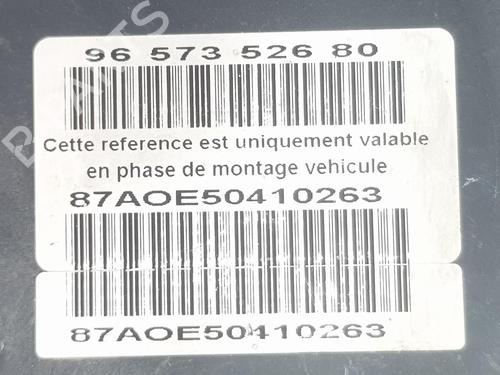 96 573 526 80
Cette reference est uniquement valable
en phase de montage vehicule
87AOE50410263
87AOE50410263